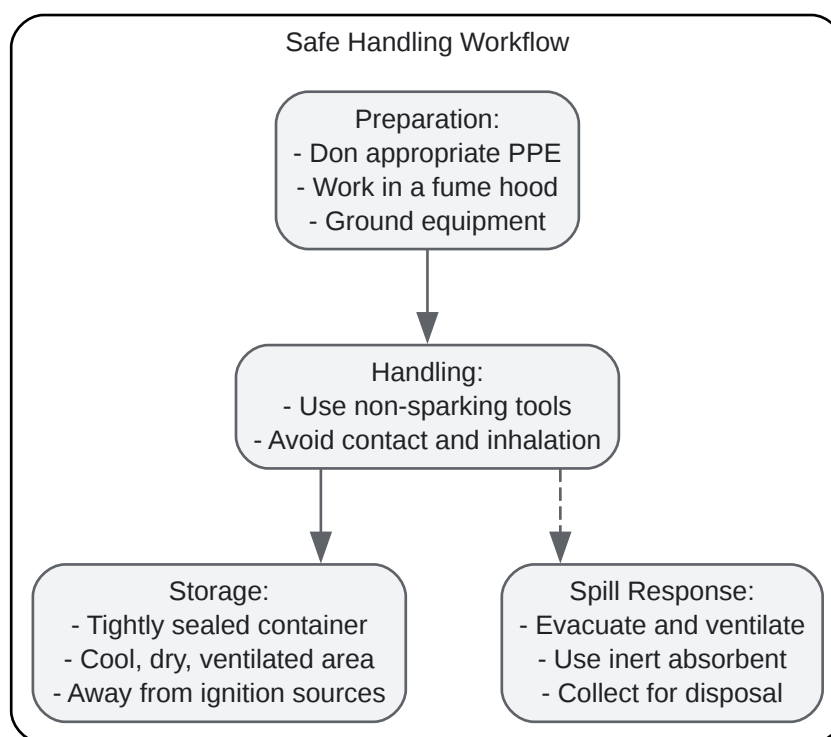 Safe Handling Workflow
Preparation:
- Don appropriate PPE
- Work in a fume hood
- Ground equipment
Handling:
- Use non-sparking tools
- Avoid contact and inhalation
Storage:
- Tightly sealed container
- Cool, dry, ventilated area
- Away from ignition sources
Spill Response:
- Evacuate and ventilate
- Use inert absorbent
- Collect for disposal